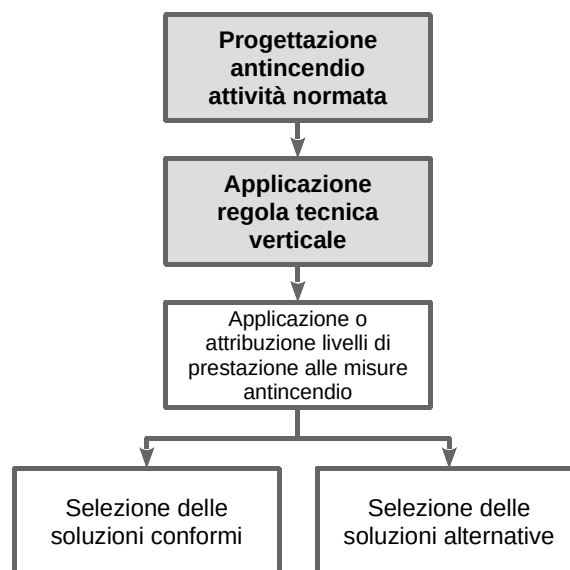 Progettazione
antincendio
attività normata
Applicazione
regola tecnica
verticale
Applicazione o
attribuzione livelli di
prestazione alle misure
antincendio
Selezione delle
soluzioni conformi
Selezione delle
soluzioni alternative